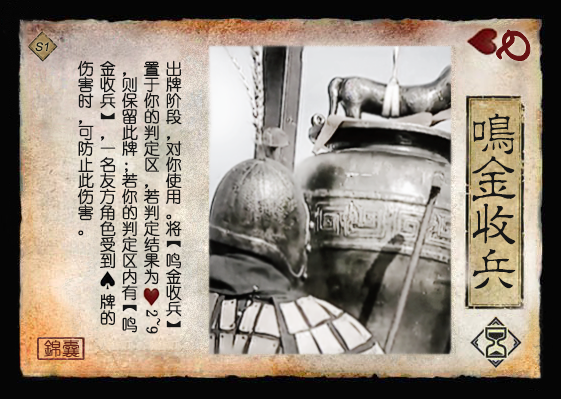 S1
Q
鳴金收兵
出牌阶段，对你使用。将【鸣金收兵】
置于你的判定区，若判定结果为♥2~9
，则保留此牌；若你的判定区内有【鸣
金收兵】，一名友方角色受到♠牌的
伤害时，可防止此伤害。
錦囊